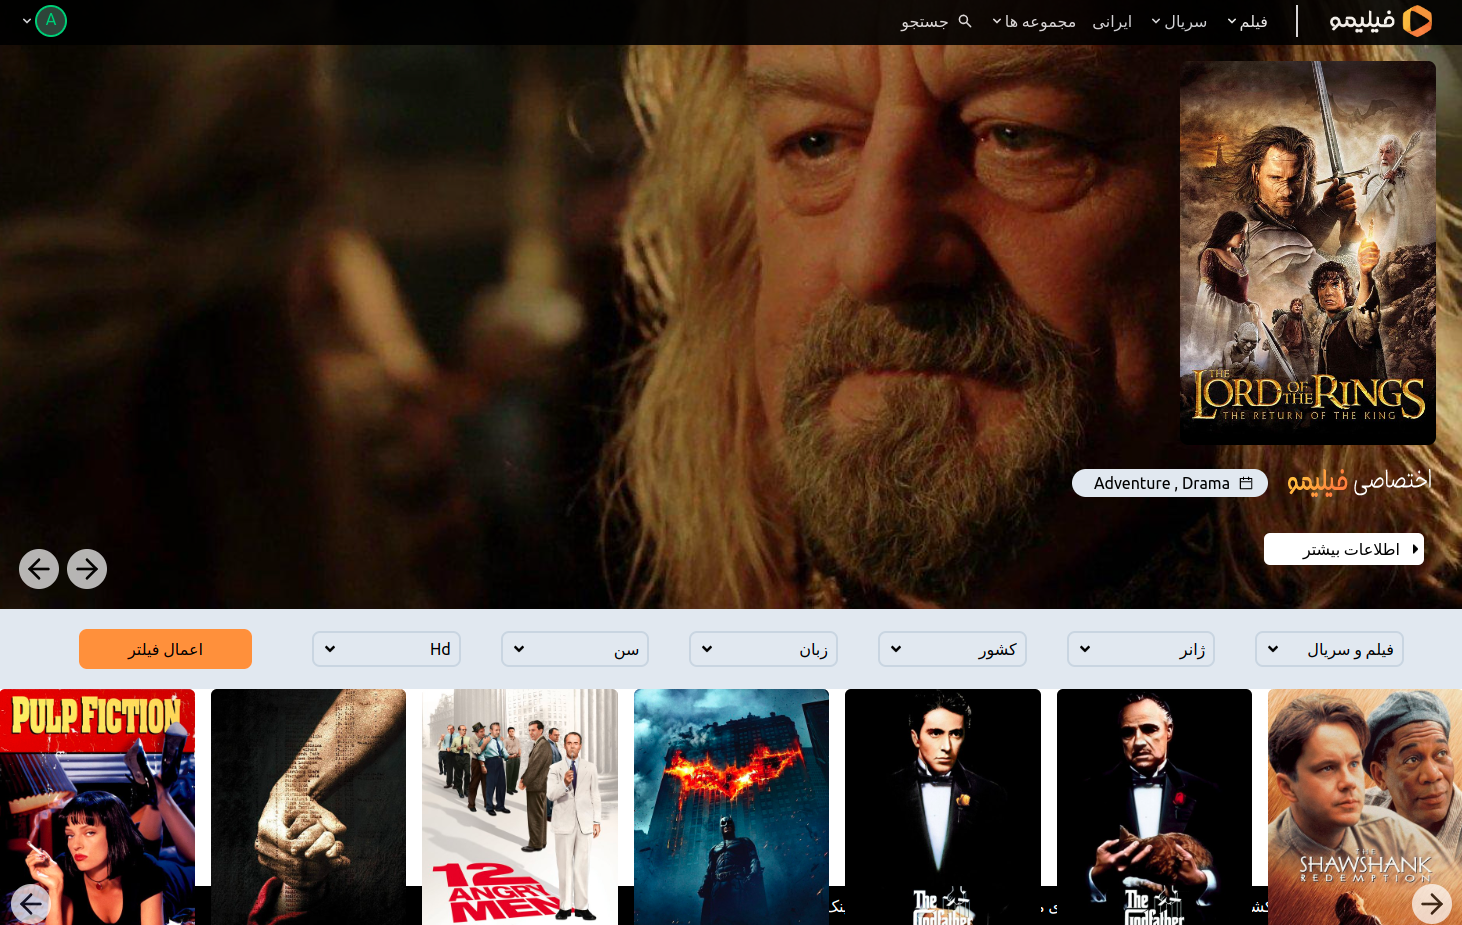 فیلیمو
فیلم
سریال
ایرانی
مجموعه ها
جستجو
A
THE
LORD OF THE RINGS
THE RETURN OF THE KING
اختصاصی فیلیمو
Adventure , Drama
اطلاعات بیشتر
فیلم و سریال
ژانر
کشور
زبان
سن
Hd
اعمال فیلتر
THE
SHAWSHANK
REDEMPTION
The
Godfather
The
Godfather
12
ANGRY
MEN
PULP FICTION